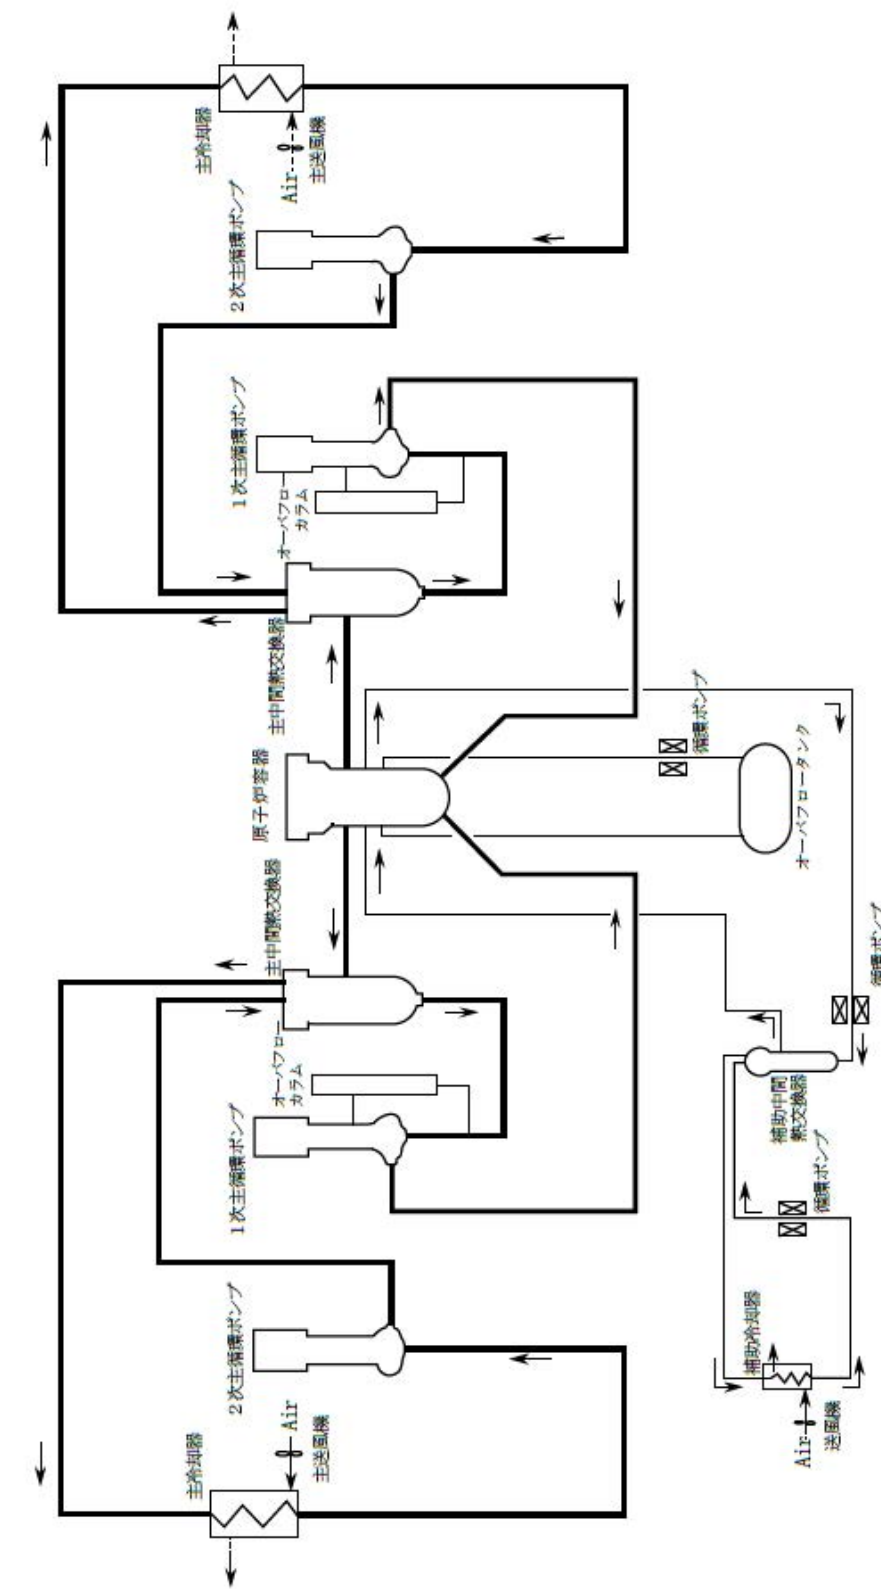 主冷却器
Air
主送風機
2次主循環ポンプ
1次主循環ポンプ
オーバフロー
カラム
主中間熱交換器
原子炉容器
主中間熱交換器
オーバフロー
カラム
1次主循環ポンプ
2次主循環ポンプ
主冷却器
Air
主送風機
循環ポンプ
オーバフロータンク
循環ポンプ
補助中間
熱交換器
循環ポンプ
補助冷却器
Air
送風機